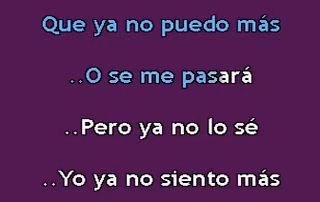 Que ya no puedo más
..O se me pasará
..Pero ya no lo sé
..Yo ya no siento más